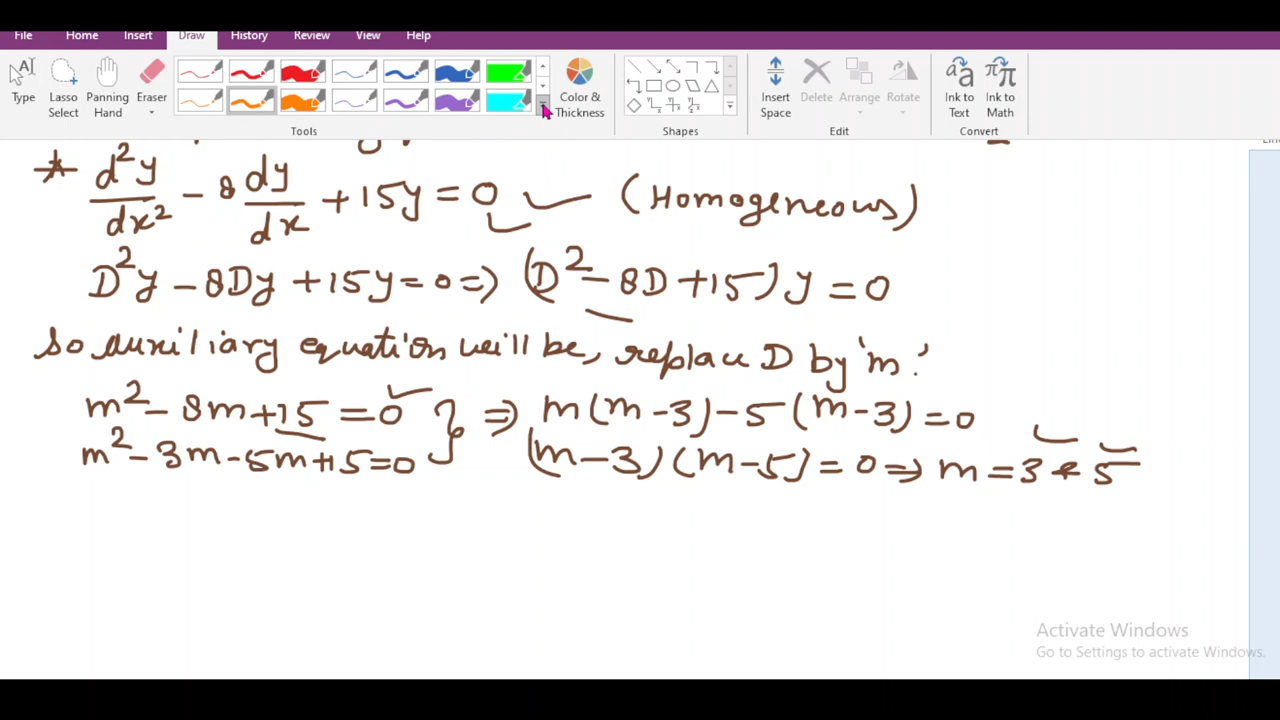 File Home Insert Draw History Review View Help
Type Lasso Select Panning Hand Eraser Color & Thickness Insert Space Delete Arrange Rotate Ink to Text Ink to Math
Tools Shapes Edit Convert
* d²y/dx² - 8 dy/dx + 15y = 0 ✓ (Homogeneous)
D²y - 8Dy + 15y = 0 => (D² - 8D + 15) y = 0
So auxiliary equation will be, replace D by 'm'.
m² - 8m + 15 = 0 } => m(m - 3) - 5(m - 3) = 0
m² - 3m - 5m + 15 = 0 (m - 3)(m - 5) = 0 => m = 3 & 5
Activate Windows
Go to Settings to activate Windows.